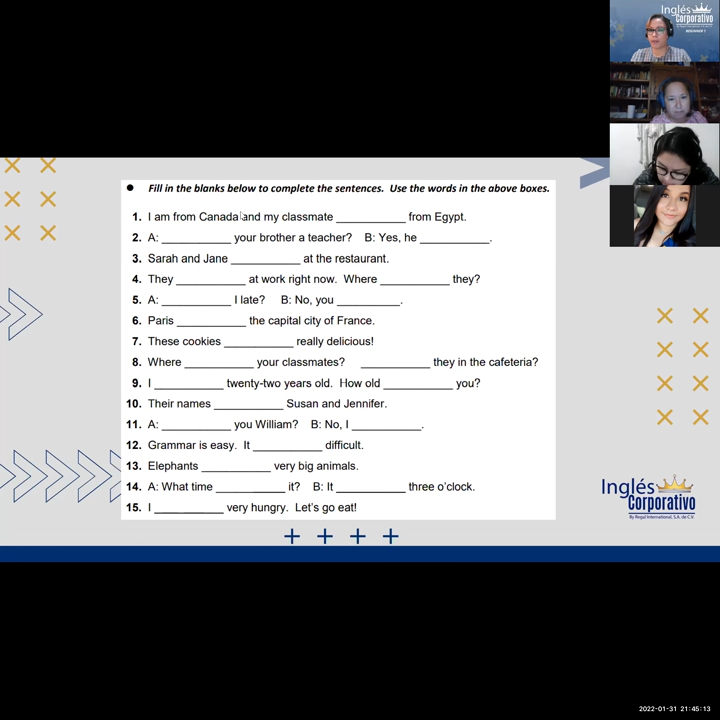 Inglés
Corporativo
By Regal International, S.A. de C.V.
BEGINNER 1
● Fill in the blanks below to complete the sentences. Use the words in the above boxes.
1. I am from Canada and my classmate ___________ from Egypt.
2. A: ___________ your brother a teacher? B: Yes, he ___________.
3. Sarah and Jane ___________ at the restaurant.
4. They ___________ at work right now. Where ___________ they?
5. A: ___________ I late? B: No, you __________.
6. Paris ___________ the capital city of France.
7. These cookies ___________ really delicious!
8. Where ___________ your classmates? ___________ they in the cafeteria?
9. I ___________ twenty-two years old. How old ___________ you?
10. Their names ___________ Susan and Jennifer.
11. A: ___________ you William? B: No, I ___________.
12. Grammar is easy. It ___________ difficult.
13. Elephants ___________ very big animals.
14. A: What time ___________ it? B: It ___________ three o'clock.
15. I ___________ very hungry. Let's go eat!
Inglés
Corporativo
By Regal International, S.A. de C.V.
2022-01-31 21:45:13